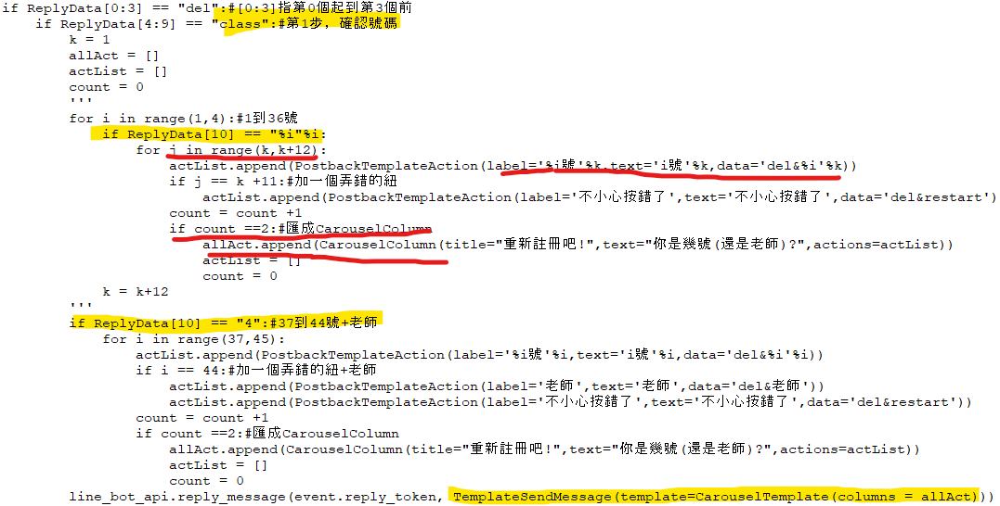 if ReplyData[0:3] == "del":#[0:3]指第0個起到第3個前
    if ReplyData[4:9] == "class":#第1步，確認號碼
        k = 1
        allAct = []
        actList = []
        count = 0
        '''
        for i in range(1,4):#1到36號
            if ReplyData[10] == "%i"%i:
                for j in range(k,k+12):
                    actList.append(PostbackTemplateAction(label='%i號'%k,text='i號'%k,data='del&%i'%k))
                    if j == k +11:#加一個弄錯的紐
                        actList.append(PostbackTemplateAction(label='不小心按錯了',text='不小心按錯了',data='del&restart')
                    count = count +1
                    if count ==2:#匯成CarouselColumn
                        allAct.append(CarouselColumn(title="重新註冊吧!",text="你是幾號(還是老師)?",actions=actList))
                        actList = []
                        count = 0
            k = k+12
        '''
        if ReplyData[10] == "4":#37到44號+老師
            for i in range(37,45):
                actList.append(PostbackTemplateAction(label='%i號'%i,text='i號'%i,data='del&%i'%i))
                if i == 44:#加一個弄錯的紐+老師
                    actList.append(PostbackTemplateAction(label='老師',text='老師',data='del&老師'))
                    actList.append(PostbackTemplateAction(label='不小心按錯了',text='不小心按錯了',data='del&restart'))
                count = count +1
                if count ==2:#匯成CarouselColumn
                    allAct.append(CarouselColumn(title="重新註冊吧!",text="你是幾號(還是老師)?",actions=actList))
                    actList = []
                    count = 0
        line_bot_api.reply_message(event.reply_token, TemplateSendMessage(template=CarouselTemplate(columns = allAct)))